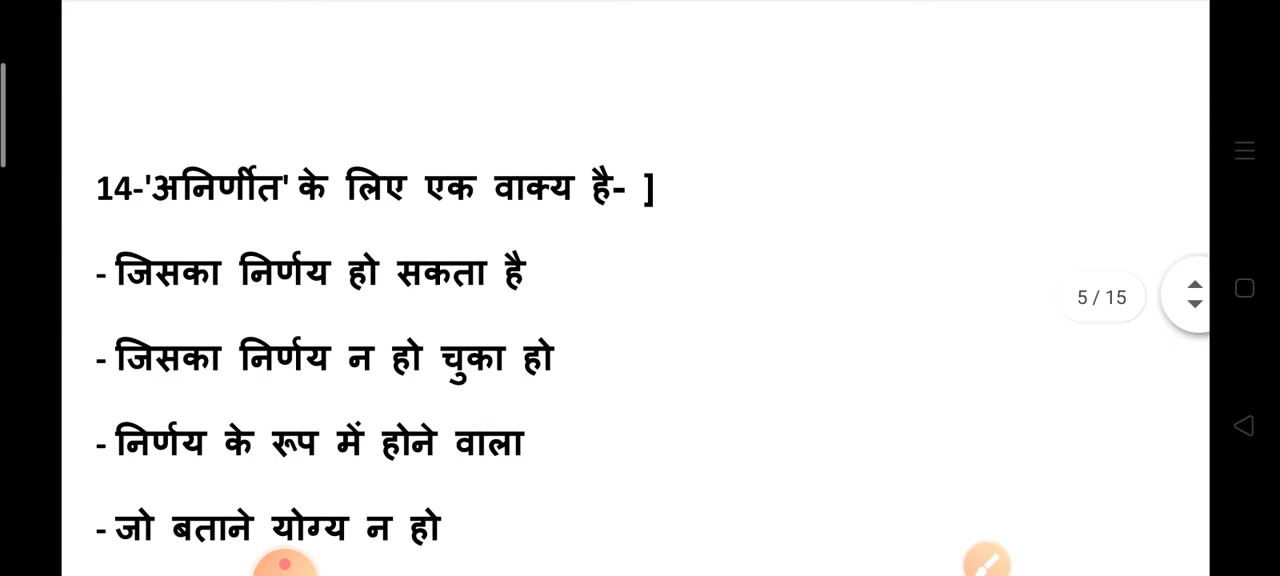 14-'अनिर्णीत' के लिए एक वाक्य है- ]
- जिसका निर्णय हो सकता है
5 / 15
- जिसका निर्णय न हो चुका हो
- निर्णय के रूप में होने वाला
- जो बताने योग्य न हो